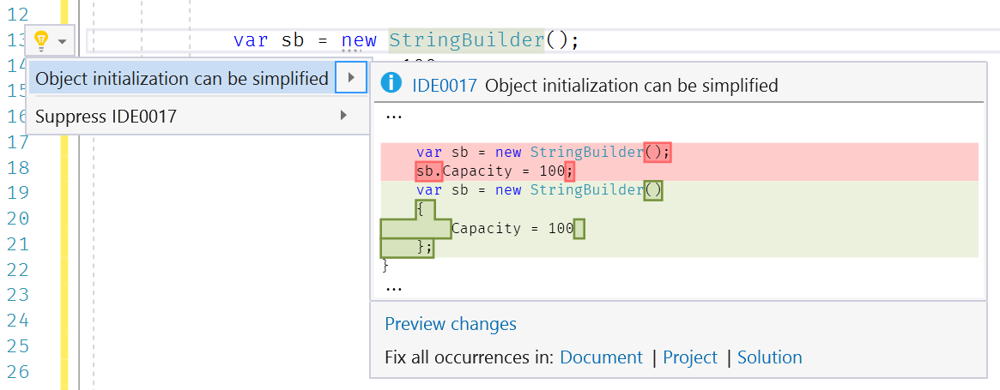 12
13 var sb = new StringBuilder();
14
Object initialization can be simplified
15
16 Suppress IDE0017
17
18
19
20
21
22
23
24
25
26
IDE0017 Object initialization can be simplified
...
var sb = new StringBuilder();
sb.Capacity = 100;
var sb = new StringBuilder()
{
Capacity = 100
};
}
...
Preview changes
Fix all occurrences in: Document | Project | Solution